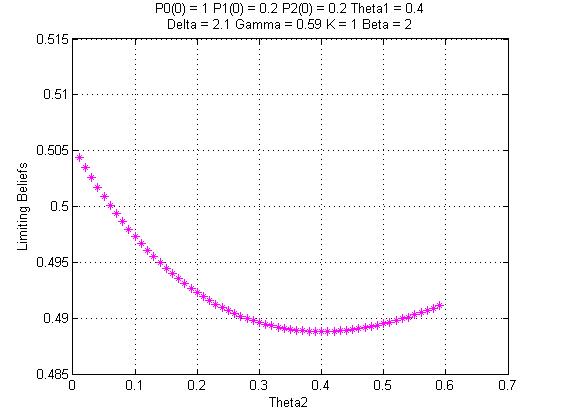 P0(0) = 1 P1(0) = 0.2 P2(0) = 0.2 Theta1 = 0.4
Delta = 2.1 Gamma = 0.59 K = 1 Beta = 2
0.515
0.51
0.505
0.5
0.495
0.49
0.485
Limiting Beliefs
0 0.1 0.2 0.3 0.4 0.5 0.6 0.7
Theta2